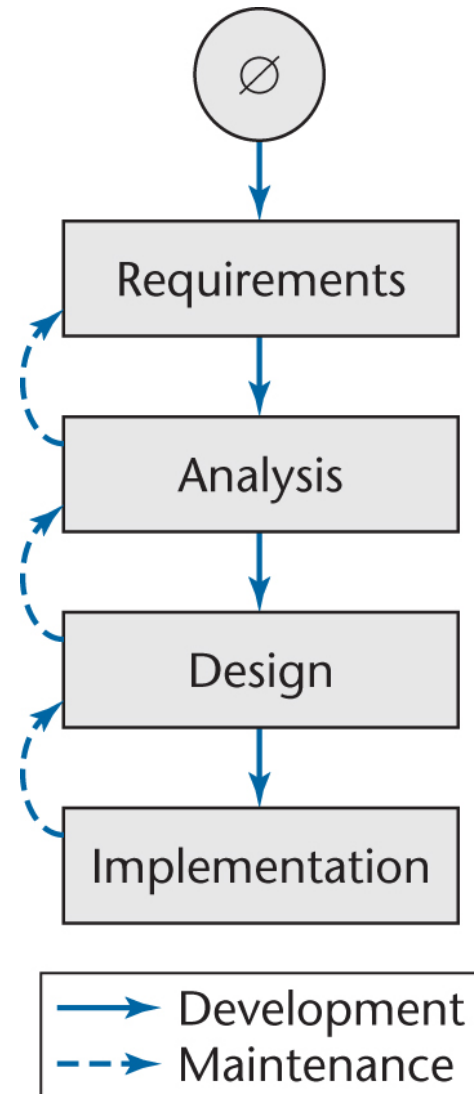 ∅
Requirements
Analysis
Design
Implementation
Development
Maintenance